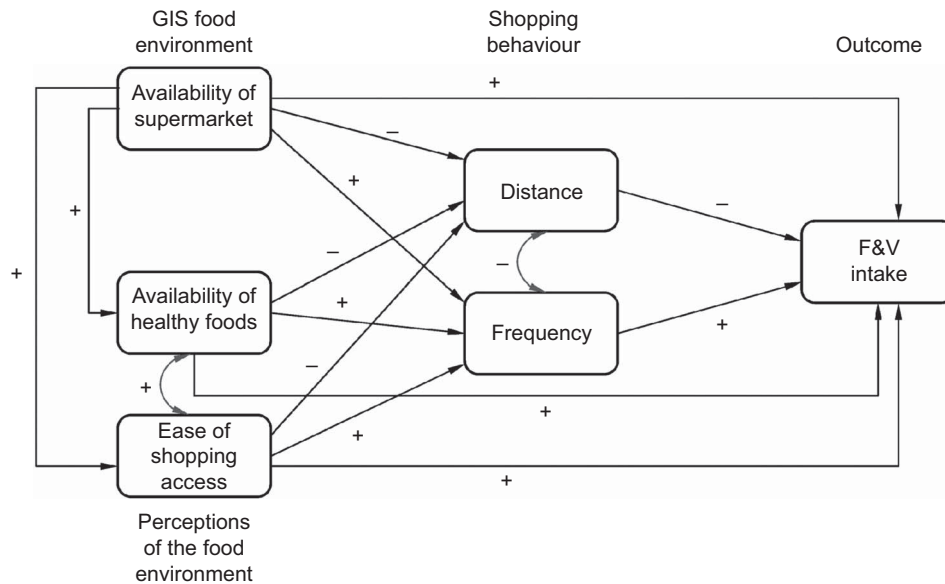 GIS food
environment
Shopping
behaviour
Outcome
+
Availability of
supermarket
–
+
Distance
–
+
F&V
intake
+
–
–
Availability of
healthy foods
+
Frequency
+
–
+
+
+
Ease of
shopping
access
+
Perceptions
of the food
environment